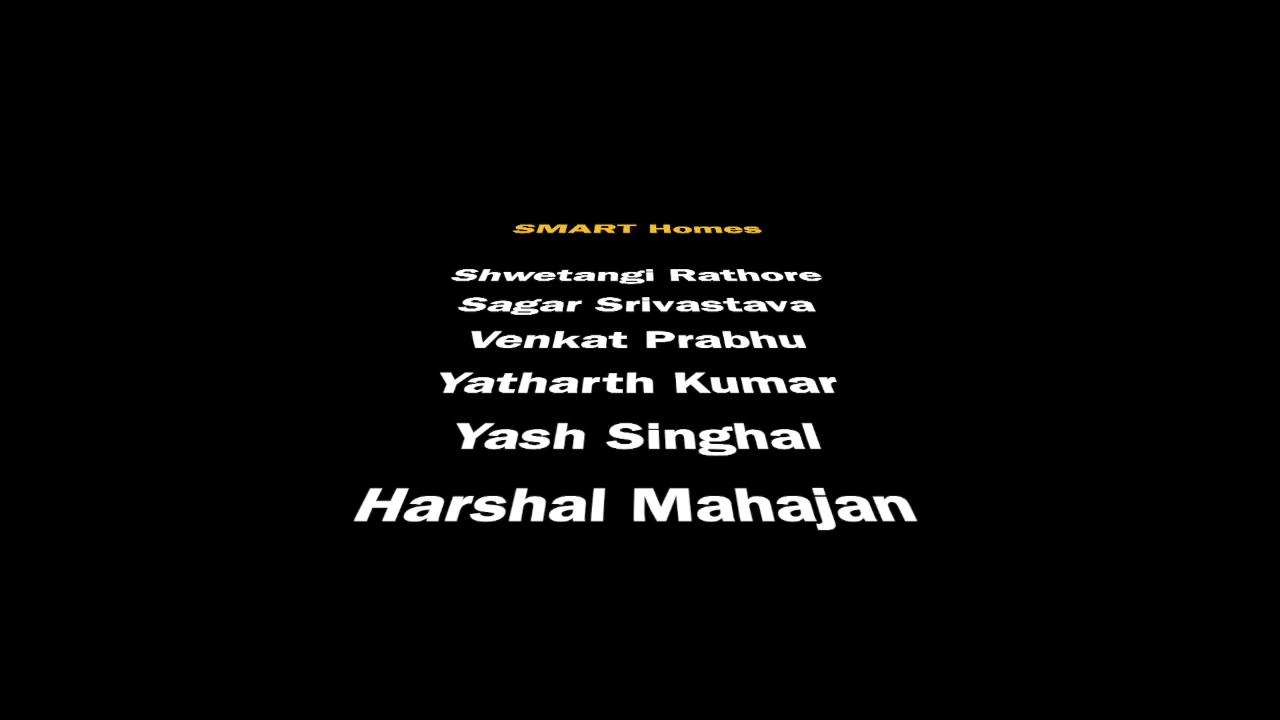 SMART Homes
Shwetangi Rathore
Sagar Srivastava
Venkat Prabhu
Yatharth Kumar
Yash Singhal
Harshal Mahajan